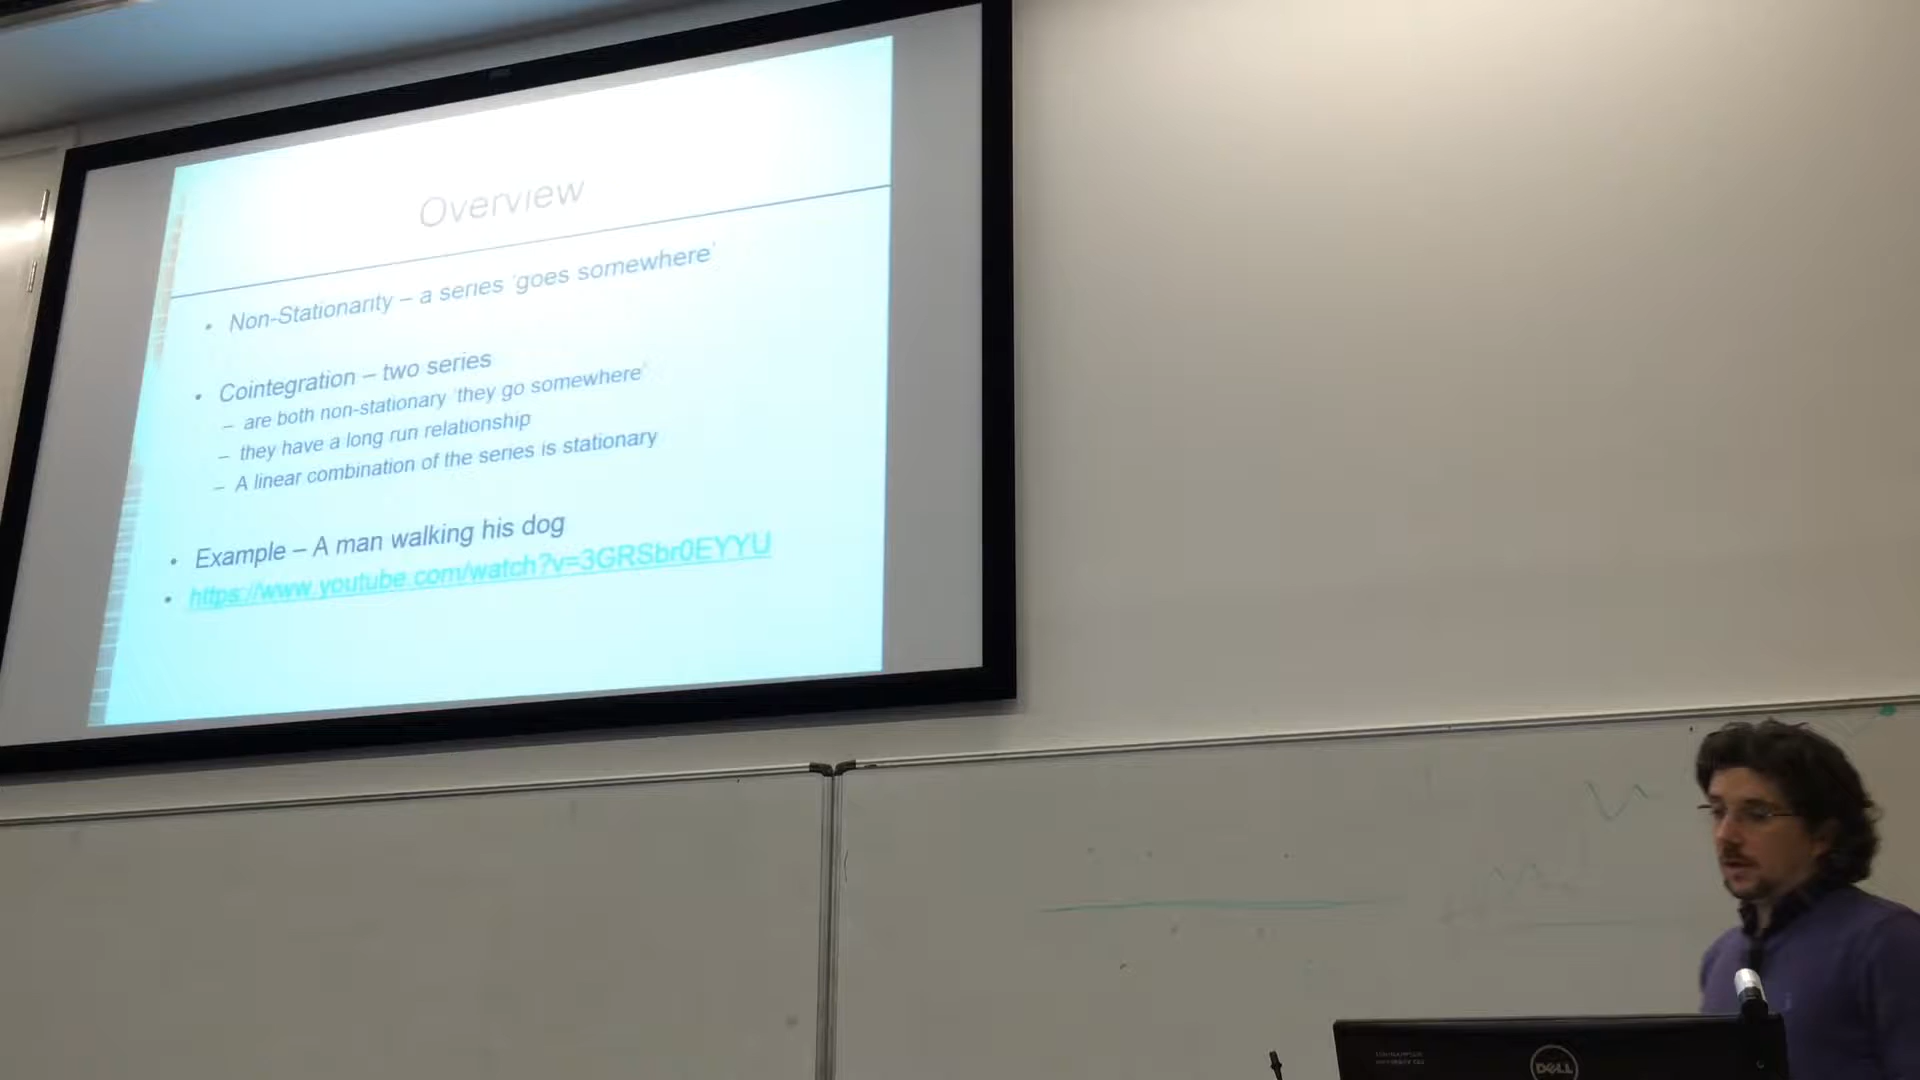 Overview
• Non-Stationarity – a series ‘goes somewhere’
• Cointegration – two series
– are both non-stationary ‘they go somewhere’
– they have a long run relationship
– A linear combination of the series is stationary
• Example – A man walking his dog
• https://www.youtube.com/watch?v=3GRSbr0EYYU
DELL